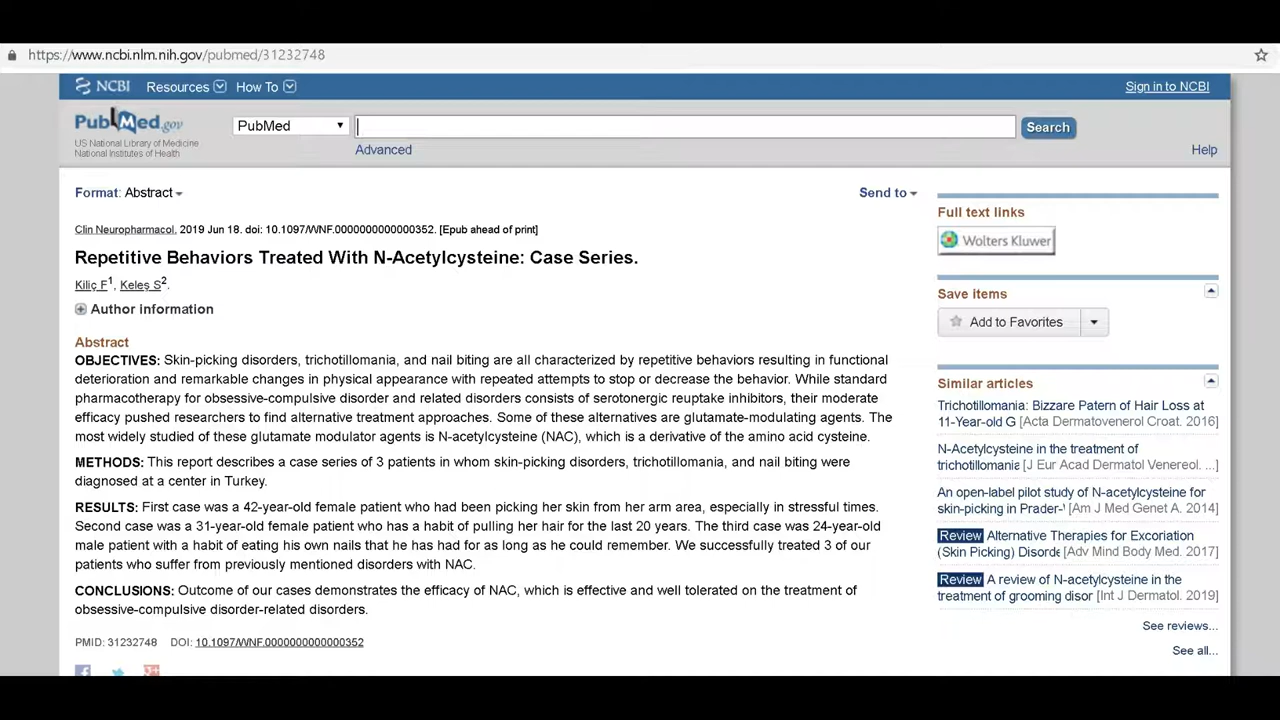 https://www.ncbi.nlm.nih.gov/pubmed/31232748
NCBI Resources How To Sign in to NCBI
PubMed.gov
US National Library of Medicine
National Institutes of Health
PubMed
Search
Advanced
Help
Format: Abstract
Send to
Clin Neuropharmacol, 2019 Jun 18. doi: 10.1097/WNF.0000000000000352. [Epub ahead of print]
Repetitive Behaviors Treated With N-Acetylcysteine: Case Series.
Kiliç F1, Keleş S2.
Author information
Abstract
OBJECTIVES: Skin-picking disorders, trichotillomania, and nail biting are all characterized by repetitive behaviors resulting in functional
deterioration and remarkable changes in physical appearance with repeated attempts to stop or decrease the behavior. While standard
pharmacotherapy for obsessive-compulsive disorder and related disorders consists of serotonergic reuptake inhibitors, their moderate
efficacy pushed researchers to find alternative treatment approaches. Some of these alternatives are glutamate-modulating agents. The
most widely studied of these glutamate modulator agents is N-acetylcysteine (NAC), which is a derivative of the amino acid cysteine.
METHODS: This report describes a case series of 3 patients in whom skin-picking disorders, trichotillomania, and nail biting were
diagnosed at a center in Turkey.
RESULTS: First case was a 42-year-old female patient who had been picking her skin from her arm area, especially in stressful times.
Second case was a 31-year-old female patient who has a habit of pulling her hair for the last 20 years. The third case was 24-year-old
male patient with a habit of eating his own nails that he has had for as long as he could remember. We successfully treated 3 of our
patients who suffer from previously mentioned disorders with NAC.
CONCLUSIONS: Outcome of our cases demonstrates the efficacy of NAC, which is effective and well tolerated on the treatment of
obsessive-compulsive disorder-related disorders.
PMID: 31232748 DOI: 10.1097/WNF.0000000000000352
Full text links
Wolters Kluwer
Save items
Add to Favorites
Similar articles
Trichotillomania: Bizzare Patern of Hair Loss at
11-Year-old G [Acta Dermatovenerol Croat. 2016]
N-Acetylcysteine in the treatment of
trichotillomania [J Eur Acad Dermatol Venereol. ...]
An open-label pilot study of N-acetylcysteine for
skin-picking in Prader-\ [Am J Med Genet A. 2014]
Review Alternative Therapies for Excoriation
(Skin Picking) Disorde [Adv Mind Body Med. 2017]
Review A review of N-acetylcysteine in the
treatment of grooming disor [Int J Dermatol. 2019]
See reviews...
See all...